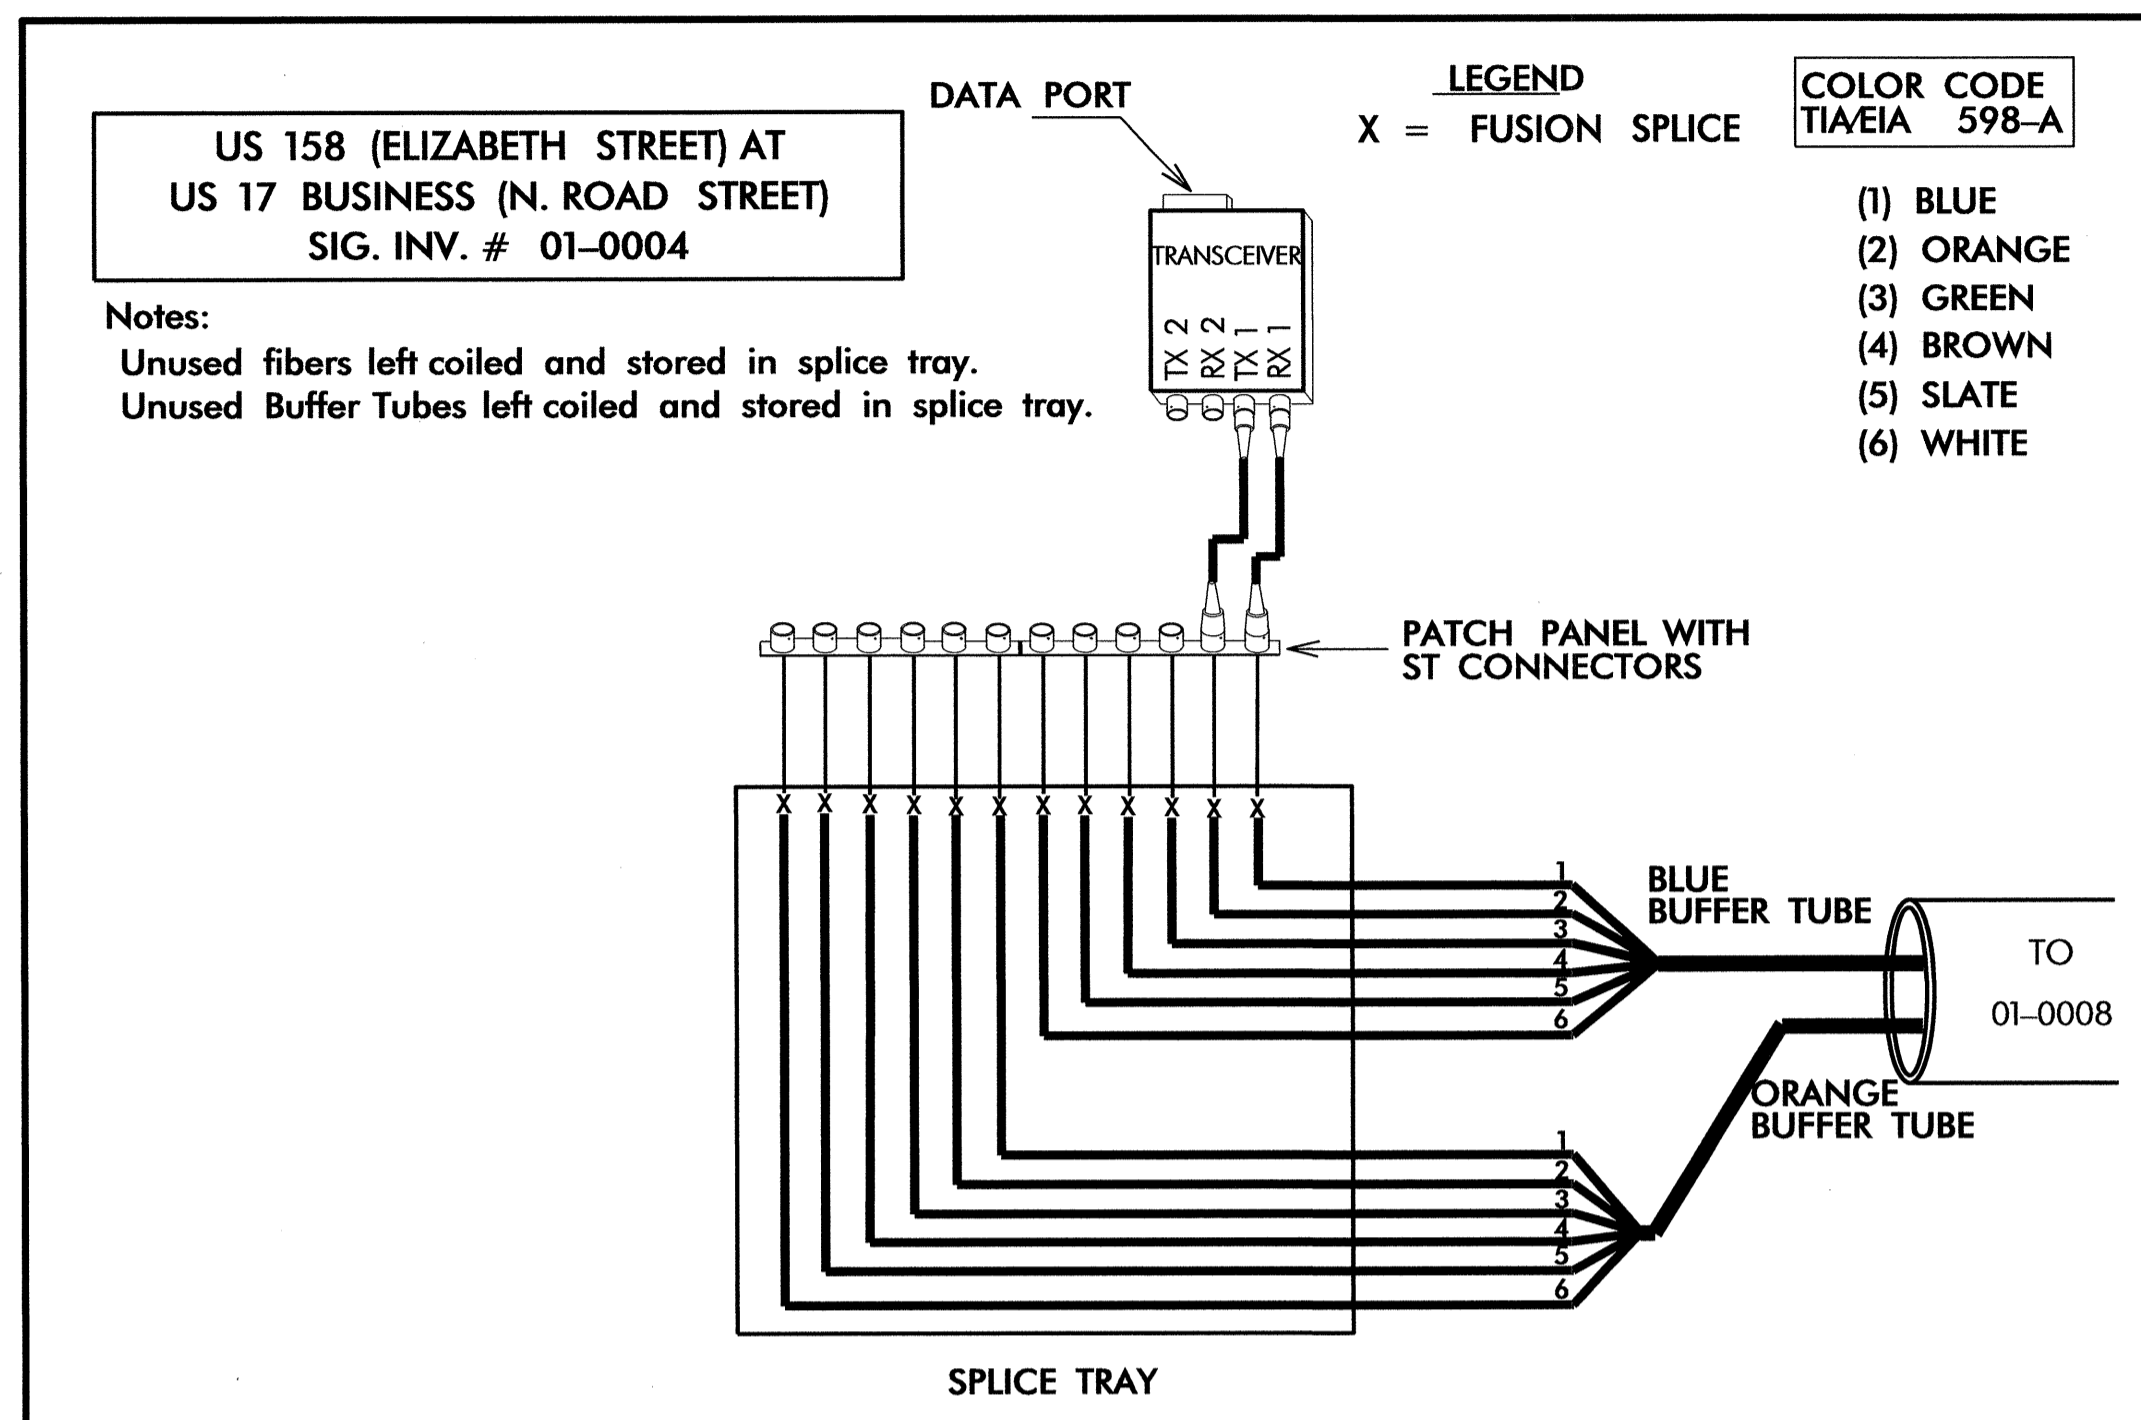 US 158 (ELIZABETH STREET) AT
US 17 BUSINESS (N. ROAD STREET)
SIG. INV. # 01-0004
Notes:
Unused fibers left coiled and stored in splice tray.
Unused Buffer Tubes left coiled and stored in splice tray.
DATA PORT
LEGEND
X = FUSION SPLICE
COLOR CODE
TIA/EIA 598-A
(1) BLUE
(2) ORANGE
(3) GREEN
(4) BROWN
(5) SLATE
(6) WHITE
TRANSCEIVER
TX 2
RX 2
TX 1
RX 1
PATCH PANEL WITH
ST CONNECTORS
X X X X X X X X X X X X
1
2
3
4
5
6
BLUE
BUFFER TUBE
TO
01-0008
ORANGE
BUFFER TUBE
1
2
3
4
5
6
SPLICE TRAY